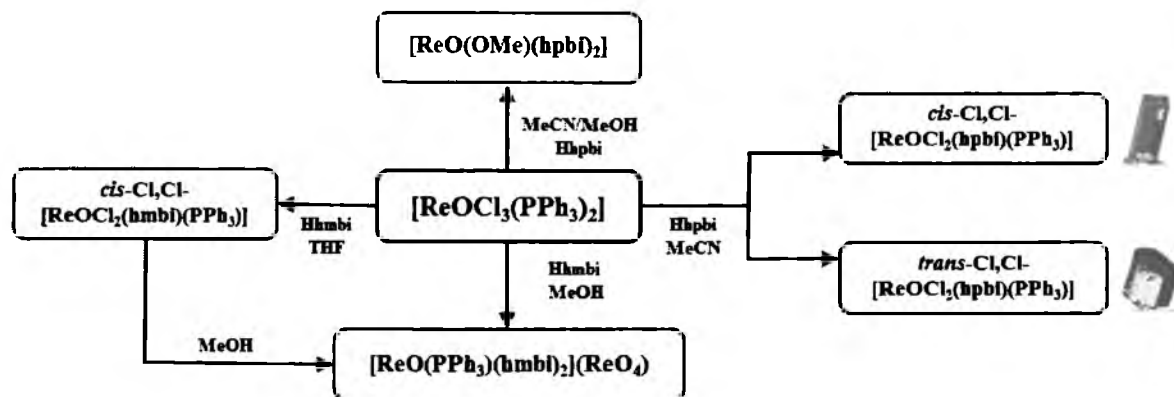 [ReO(OMe)(hpbi)₂]
MeCN/MeOH
Hhpbi
cis-Cl,Cl-
[ReOCl₂(hpbi)(PPh₃)]
cis-Cl,Cl-
[ReOCl₂(hmbi)(PPh₃)]
Hhmbi
THF
[ReOCl₃(PPh₃)₂]
Hhpbi
MeCN
Hhmbi
MeOH
trans-Cl,Cl-
[ReOCl₂(hpbi)(PPh₃)]
MeOH
[ReO(PPh₃)(hmbi)₂](ReO₄)